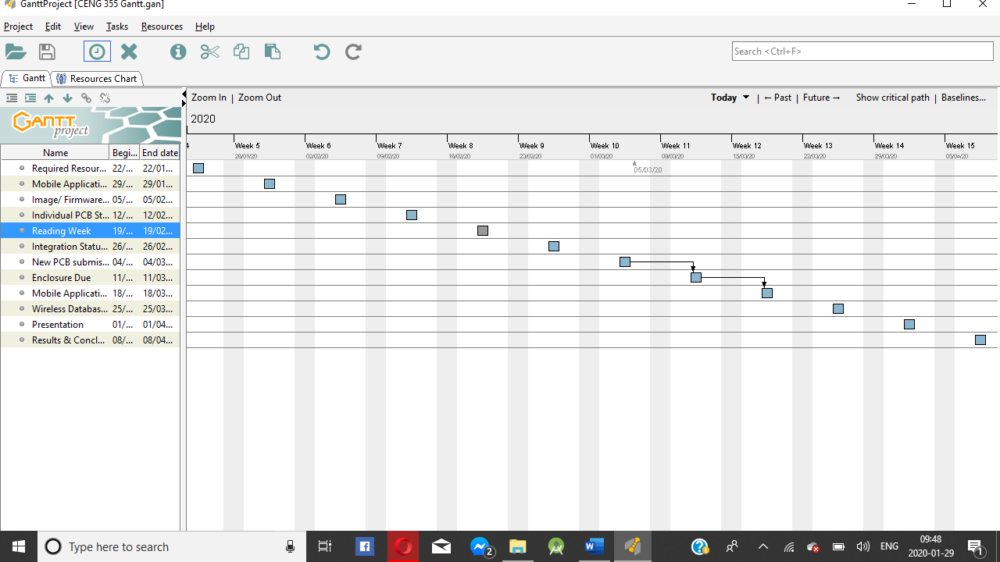 GanttProject [CENG 355 Gantt.gan]
Project Edit View Tasks Resources Help
Search <Ctrl+F>
Gantt Resources Chart
Zoom In | Zoom Out Today | ← Past | Future → Show critical path | Baselines...
GANTT project
2020
4 Week 5 Week 6 Week 7 Week 8 Week 9 Week 10 Week 11 Week 12 Week 13 Week 14 Week 15
26/01/20 02/02/20 09/02/20 16/02/20 23/02/20 01/03/20 08/03/20 15/03/20 22/03/20 29/03/20 05/04/20
Name Begi... End date
Required Resour... 22/... 22/01...
05/03/20
Mobile Applicati... 29/... 29/01...
Image/ Firmware... 05/... 05/02...
Individual PCB St... 12/... 12/02...
Reading Week 19/... 19/02...
Integration Statu... 26/... 26/02...
New PCB submis... 04/... 04/03...
Enclosure Due 11/... 11/03...
Mobile Applicati... 18/... 18/03...
Wireless Databas... 25/... 25/03...
Presentation 01/... 01/04...
Results & Concl... 08/... 08/04...
Type here to search 2 ENG 09:48 1
2020-01-29